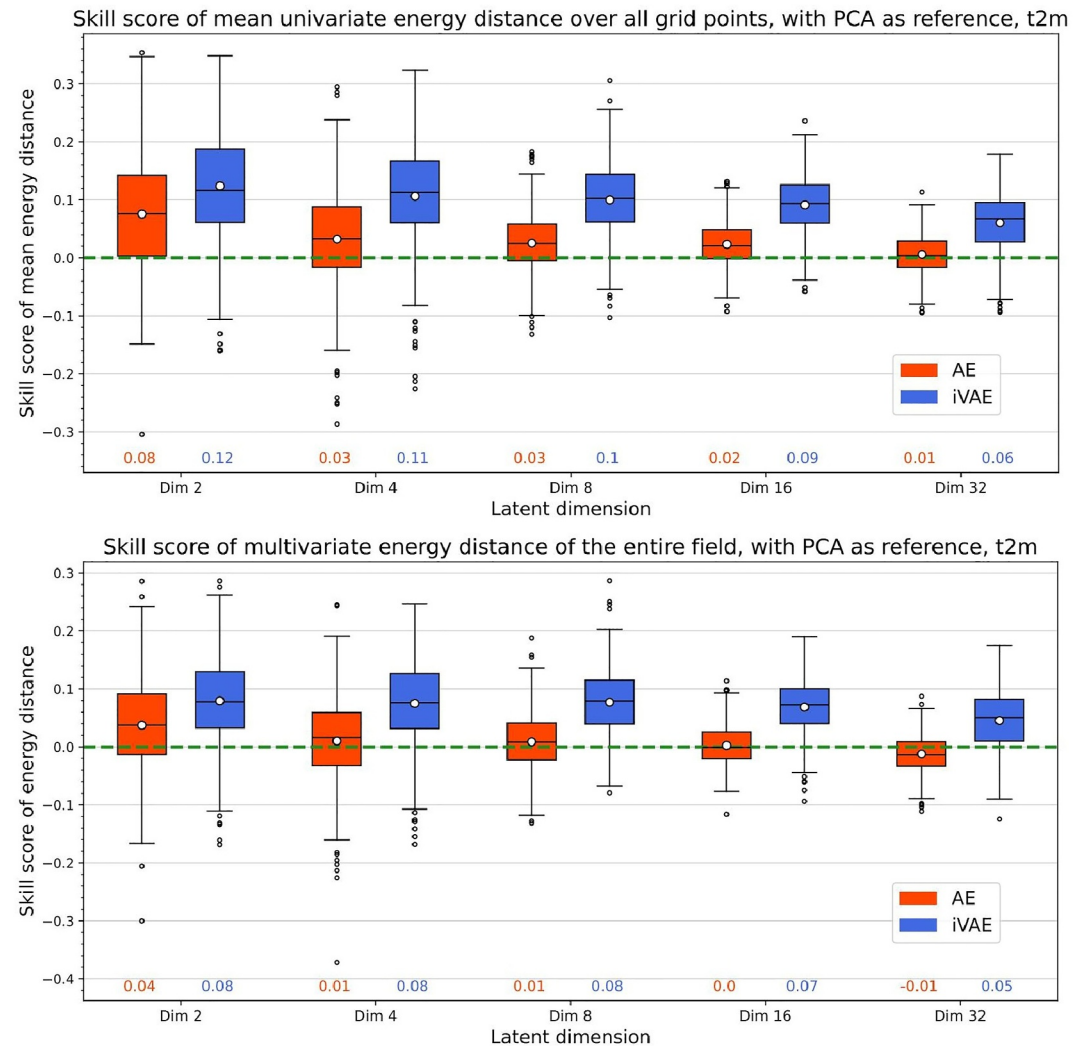 Skill score of mean univariate energy distance over all grid points, with PCA as reference, t2m
Skill score of mean energy distance
0.3
0.2
0.1
0.0
−0.1
−0.2
−0.3
AE
iVAE
0.08 0.12 0.03 0.11 0.03 0.1 0.02 0.09 0.01 0.06
Dim 2 Dim 4 Dim 8 Dim 16 Dim 32
Latent dimension
Skill score of multivariate energy distance of the entire field, with PCA as reference, t2m
Skill score of energy distance
0.3
0.2
0.1
0.0
−0.1
−0.2
−0.3
−0.4
AE
iVAE
0.04 0.08 0.01 0.08 0.01 0.08 0.0 0.07 -0.01 0.05
Dim 2 Dim 4 Dim 8 Dim 16 Dim 32
Latent dimension